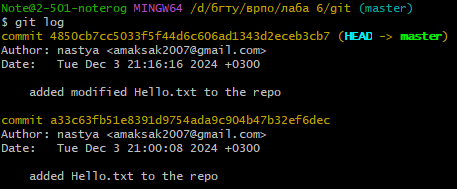 Note@2-501-noterog MINGW64 /d/бгту/врпо/лаба 6/git (master)
$ git log
commit 4850cb7cc5033f5f44d6c606ad1343d2eceb3cb7 (HEAD -> master)
Author: nastya <amaksak2007@gmail.com>
Date:   Tue Dec 3 21:16:16 2024 +0300
    added modified Hello.txt to the repo
commit a33c63fb51e8391d9754ada9c904b47b32ef6dec
Author: nastya <amaksak2007@gmail.com>
Date:   Tue Dec 3 21:00:08 2024 +0300
    added Hello.txt to the repo